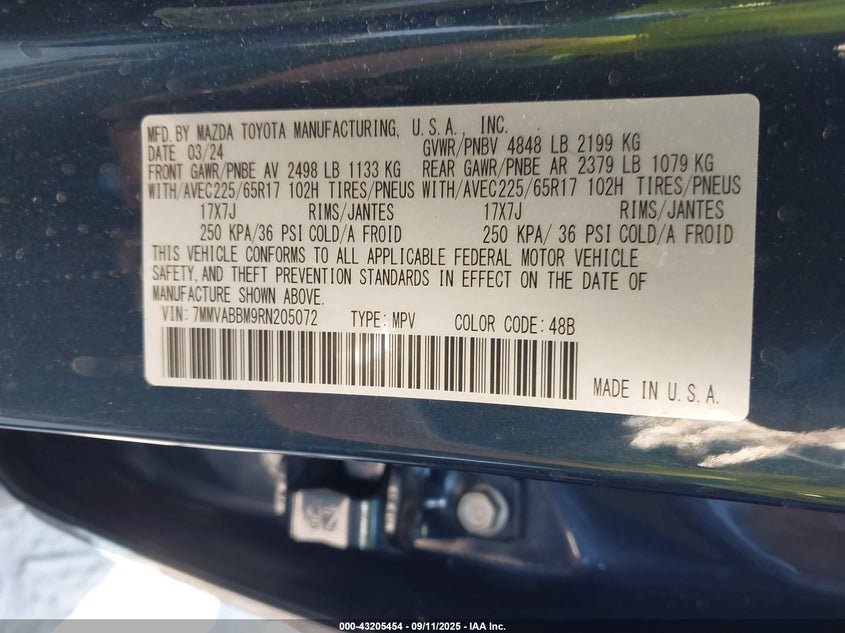 MFD. BY MAZDA TOYOTA MANUFACTURING, U.S.A., INC.
DATE 03/24 GVWR/PNBV 4848 LB 2199 KG
FRONT GAWR/PNBE AV 2498 LB 1133 KG REAR GAWR/PNBE AR 2379 LB 1079 KG
WITH/AVEC225/65R17 102H TIRES/PNEUS WITH/AVEC225/65R17 102H TIRES/PNEUS
17X7J RIMS/JANTES 17X7J RIMS/JANTES
250 KPA/36 PSI COLD/A FROID 250 KPA/ 36 PSI COLD/A FROID
THIS VEHICLE CONFORMS TO ALL APPLICABLE FEDERAL MOTOR VEHICLE
SAFETY, AND THEFT PREVENTION STANDARDS IN EFFECT ON THE DATE OF
MANUFACTURE SHOWN ABOVE.
VIN: 7MMVABBM9RN205072 TYPE: MPV COLOR CODE: 48B
MADE IN U.S.A.
000-43205454 - 09/11/2025 - IAA Inc.